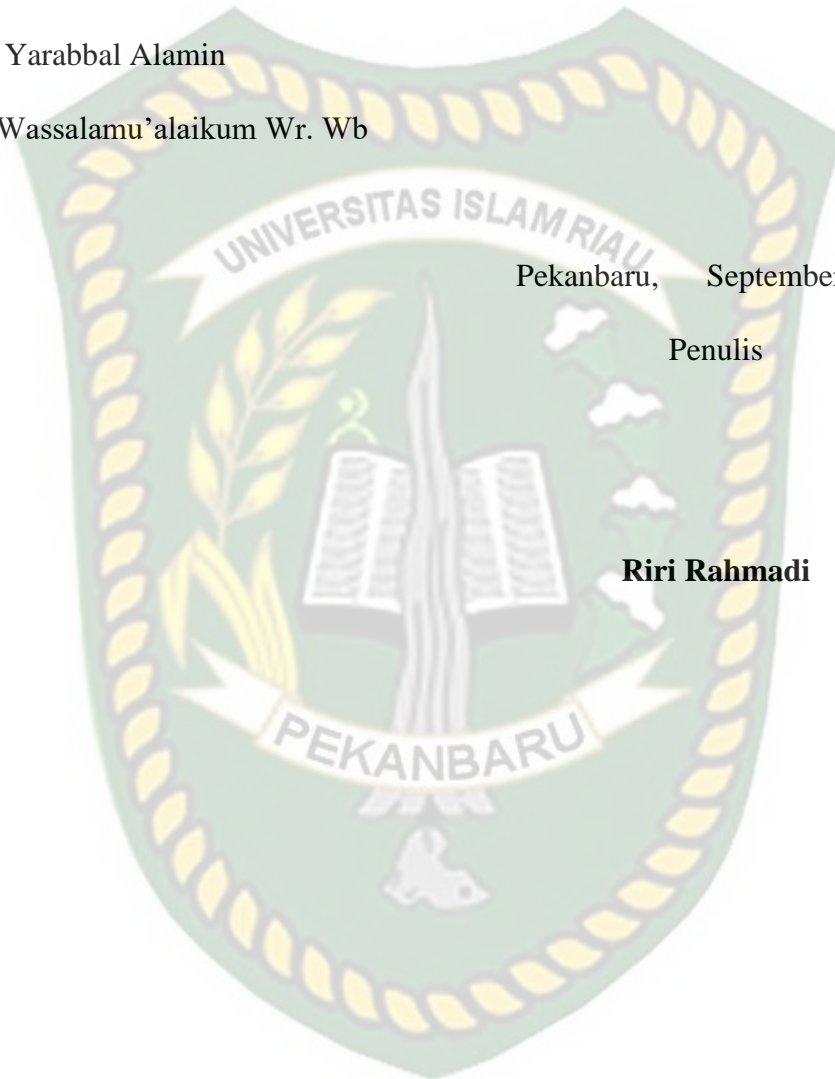 Yarabbal Alamin
Wassalamu’alaikum Wr. Wb
UNIVERSITAS ISLAM RIAU
Pekanbaru, September
Penulis
Riri Rahmadi
PEKANBARU